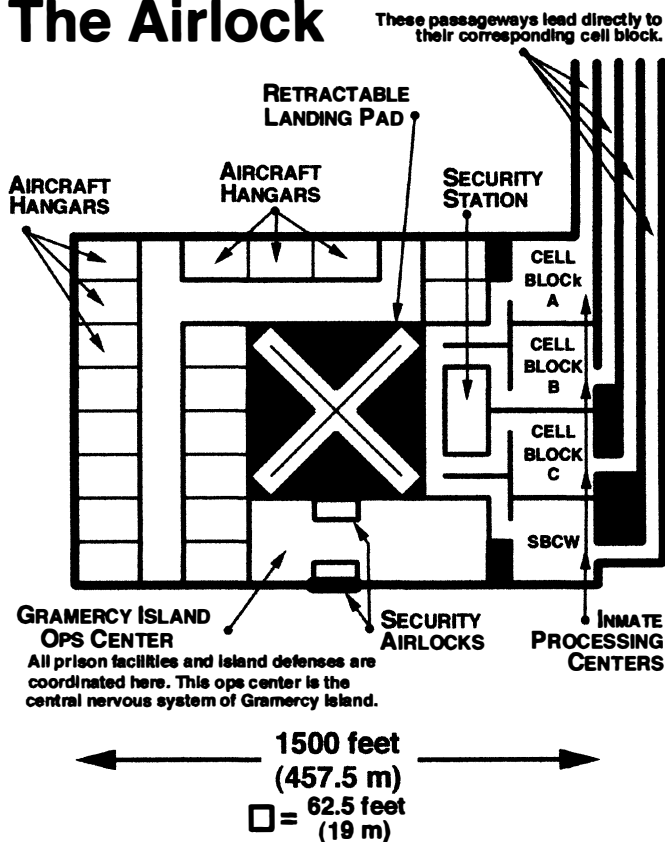 The Airlock
These passageways lead directly to
their corresponding cell block.
RETRACTABLE
LANDING PAD
AIRCRAFT
HANGARS
AIRCRAFT
HANGARS
SECURITY
STATION
CELL
BLOCK
A
CELL
BLOCK
B
CELL
BLOCK
C
SBCW
GRAMERCY ISLAND
OPS CENTER
All prison facilities and island defenses are
coordinated here. This ops center is the
central nervous system of Gramercy Island.
SECURITY
AIRLOCKS
INMATE
PROCESSING
CENTERS
1500 feet
(457.5 m)
= 62.5 feet
(19 m)